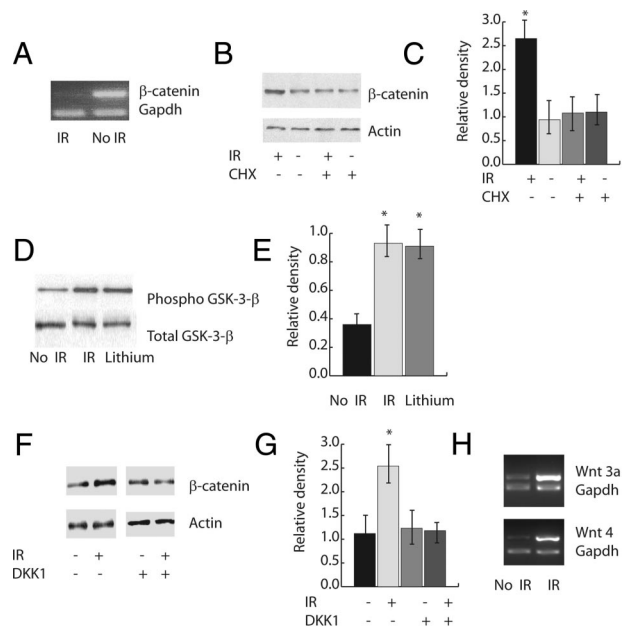 A
β-catenin
Gapdh
IR No IR
B
β-catenin
Actin
IR + - + -
CHX - - + +
C
Relative density
3.0
2.5
2.0
1.5
1.0
0.5
0
*
IR + - + -
CHX - - + +
D
Phospho GSK-3-β
Total GSK-3-β
No IR IR Lithium
E
Relative density
1.0
0.8
0.6
0.4
0.2
0.0
* *
No IR IR Lithium
F
β-catenin
Actin
IR - + - +
DKK1 - - + +
G
Relative density
3.0
2.5
2.0
1.5
1.0
0.5
0.0
*
IR - + - +
DKK1 - - + +
H
Wnt 3a
Gapdh
Wnt 4
Gapdh
No IR IR